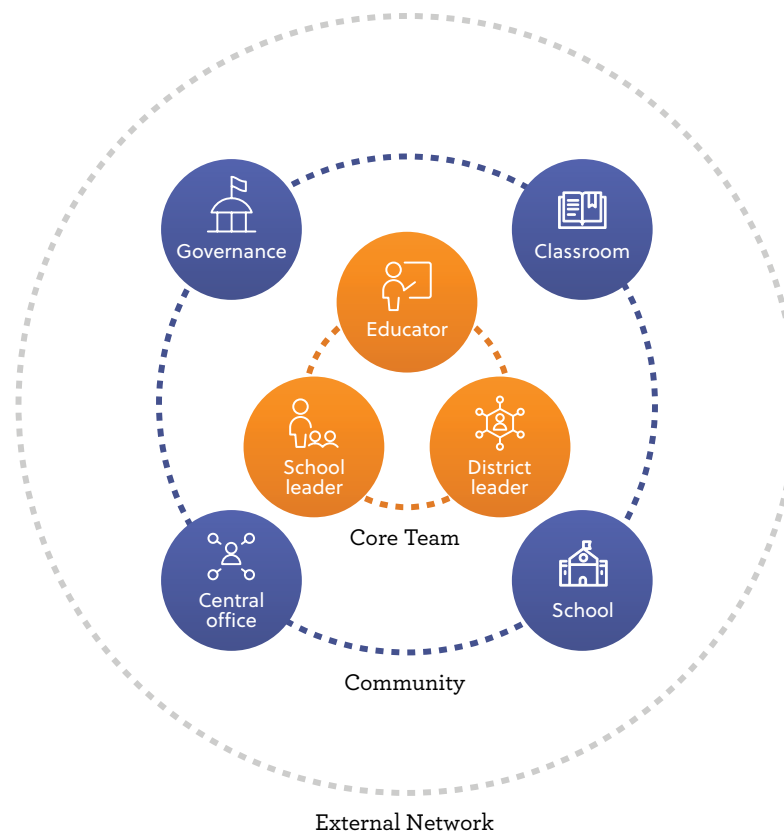 Governance
Classroom
Educator
School
leader
District
leader
Core Team
Central
office
School
Community
External Network